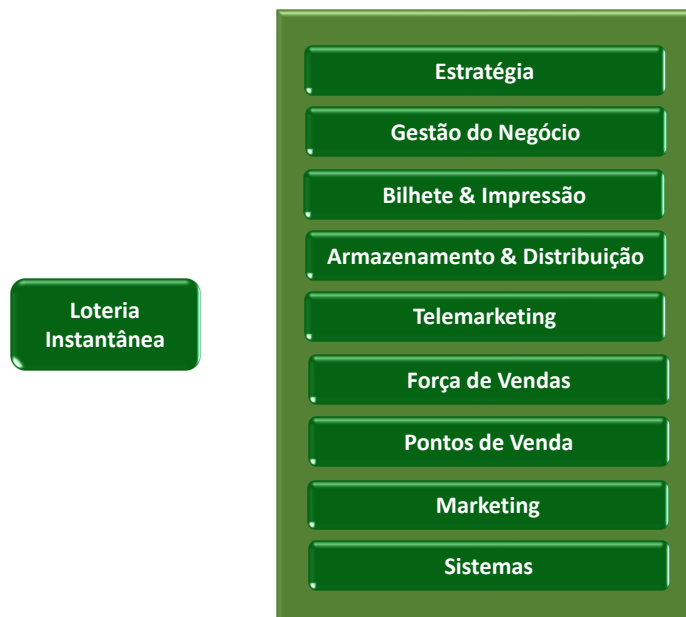 Loteria
Instantânea
Estratégia
Gestão do Negócio
Bilhete & Impressão
Armazenamento & Distribuição
Telemarketing
Força de Vendas
Pontos de Venda
Marketing
Sistemas